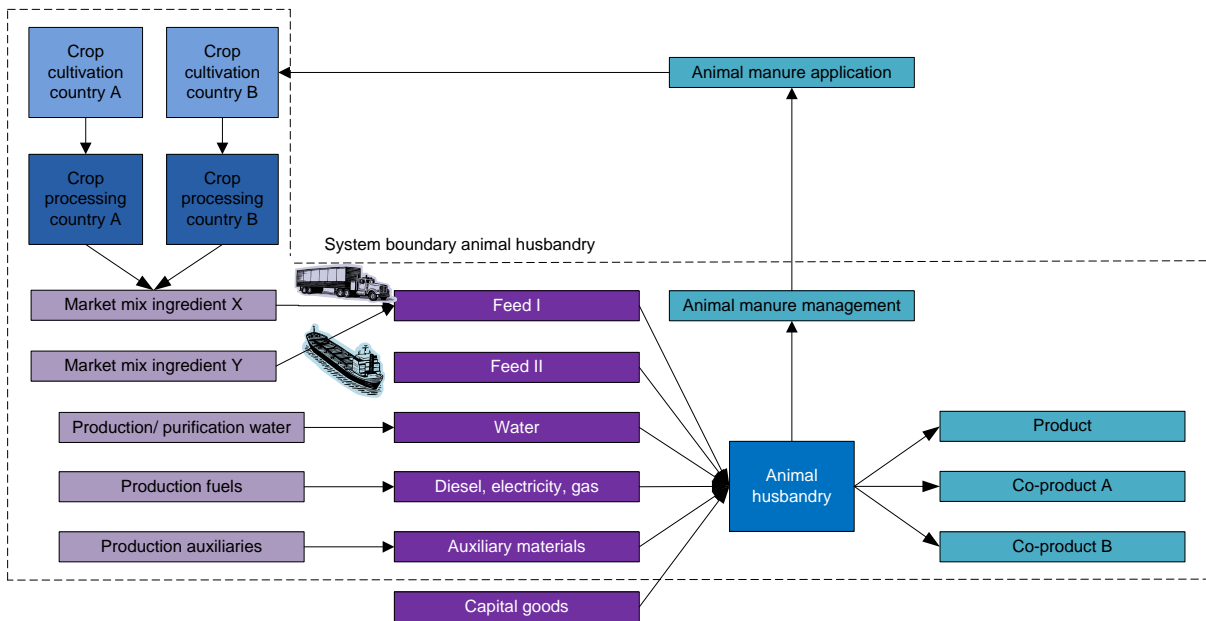 Crop
cultivation
country A
Crop
cultivation
country B
Animal manure application
Crop
processing
country A
Crop
processing
country B
System boundary animal husbandry
Market mix ingredient X
Feed I
Animal manure management
Market mix ingredient Y
Feed II
Production/ purification water
Water
Product
Production fuels
Diesel, electricity, gas
Animal
husbandry
Co-product A
Production auxiliaries
Auxiliary materials
Co-product B
Capital goods